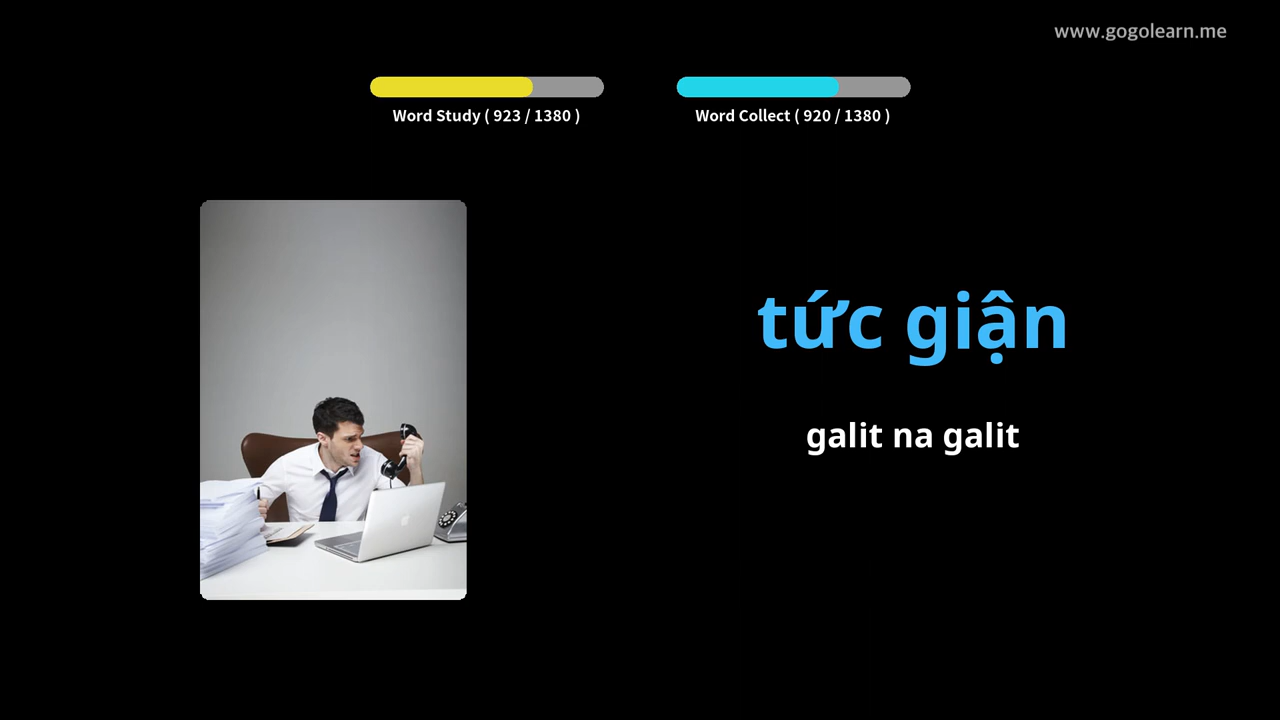 www.gogolearn.me
Word Study ( 923 / 1380 )
Word Collect ( 920 / 1380 )
tức giận
galit na galit